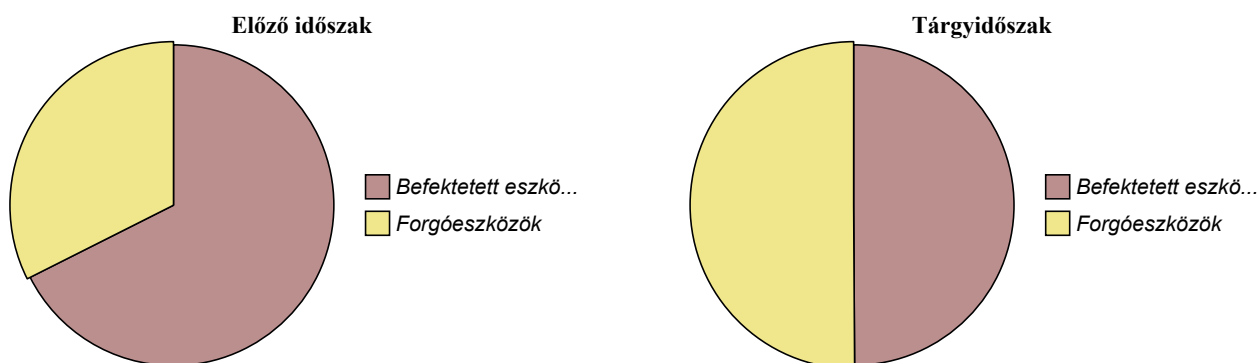 Előző időszak
Befektetett eszkö...
Forgóeszközök
Tárgyidőszak
Befektetett eszkö...
Forgóeszközök